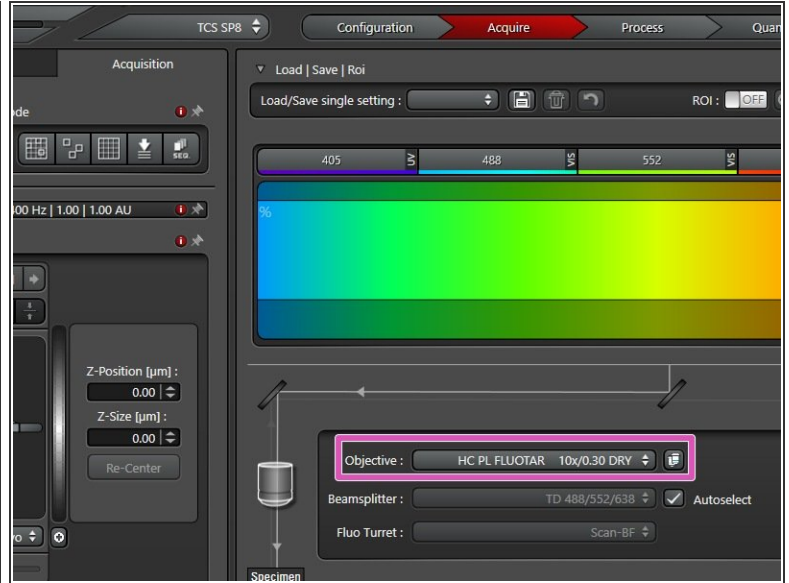 TCS SP8
Configuration
Acquire
Process
Quan
Acquisition
Load | Save | Roi
ode
Load/Save single setting :
ROI : OFF
SEQ
405 UV 488 VIS 552 VIS
00 Hz | 1.00 | 1.00 AU
%
Z-Position [µm] :
0.00
Z-Size [µm] :
0.00
Re-Center
Objective : HC PL FLUOTAR 10x/0.30 DRY
Beamsplitter : TD 488/552/638 Autoselect
Fluo Turret : Scan-BF
vo
Specimen